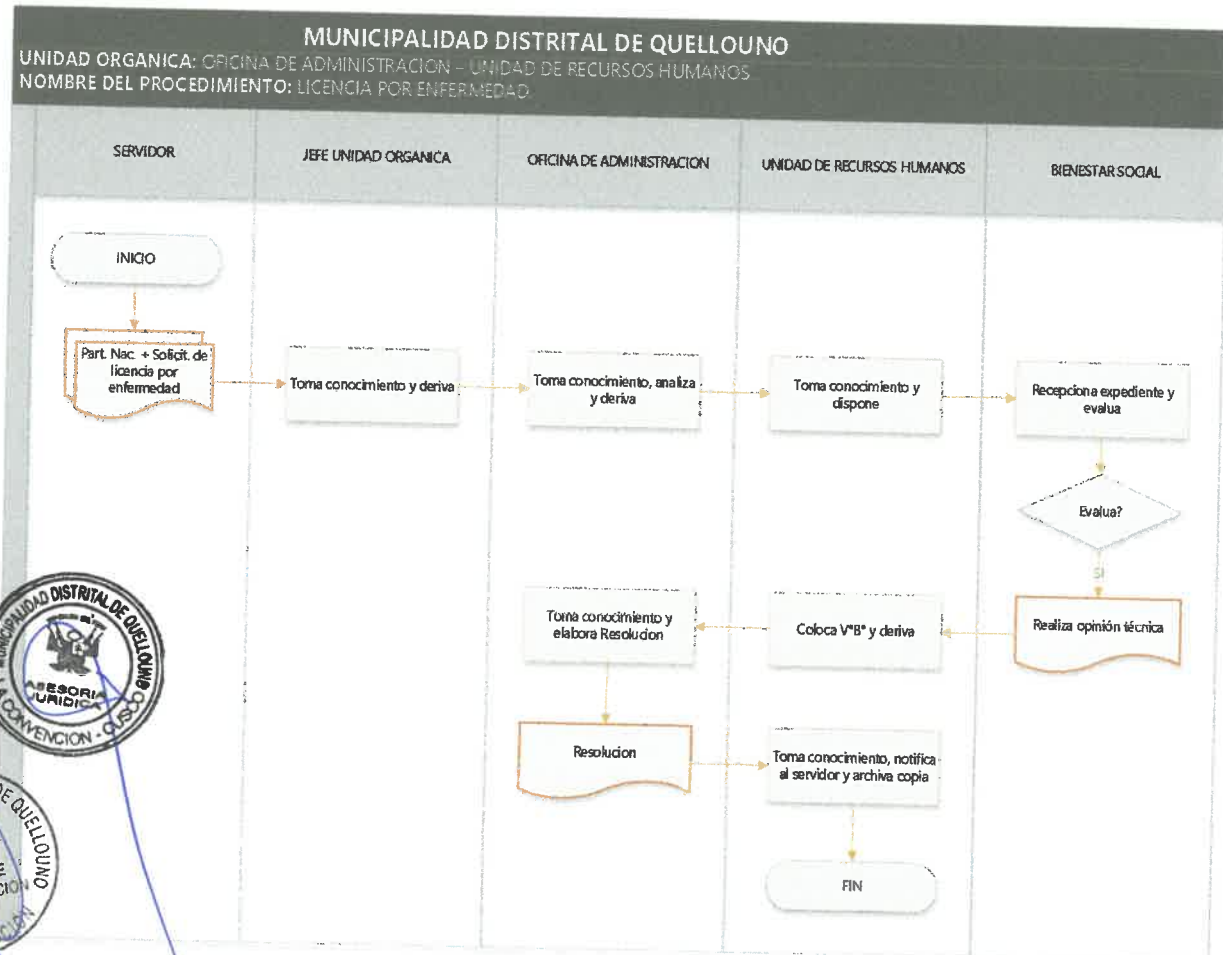 MUNICIPALIDAD DISTRITAL DE QUELLOUNO
UNIDAD ORGANICA: OFICINA DE ADMINISTRACION – UNIDAD DE RECURSOS HUMANOS
NOMBRE DEL PROCEDIMIENTO: LICENCIA POR ENFERMEDAD.
SERVIDOR
JEFE UNIDAD ORGANICA
OFICINA DE ADMINISTRACION
UNIDAD DE RECURSOS HUMANOS
BIENESTAR SOCIAL
INICIO
Part. Nac. + Solicit. de
licencia por
enfermedad
Toma conocimiento y deriva
Toma conocimiento, analiza
y deriva
Toma conocimiento y
dispone
Recepciona expediente y
evalua
Evalua?
SI
Realiza opinión técnica
Coloca V°B° y deriva
Toma conocimiento y
elabora Resolucion
Resolucion
Toma conocimiento, notifica
al servidor y archiva copia
FIN
MUNICIPALIDAD DISTRITAL DE QUELLOUNO
ASESORIA
JURIDICA
LA CONVENCION - CUSCO
DE QUELLOUNO